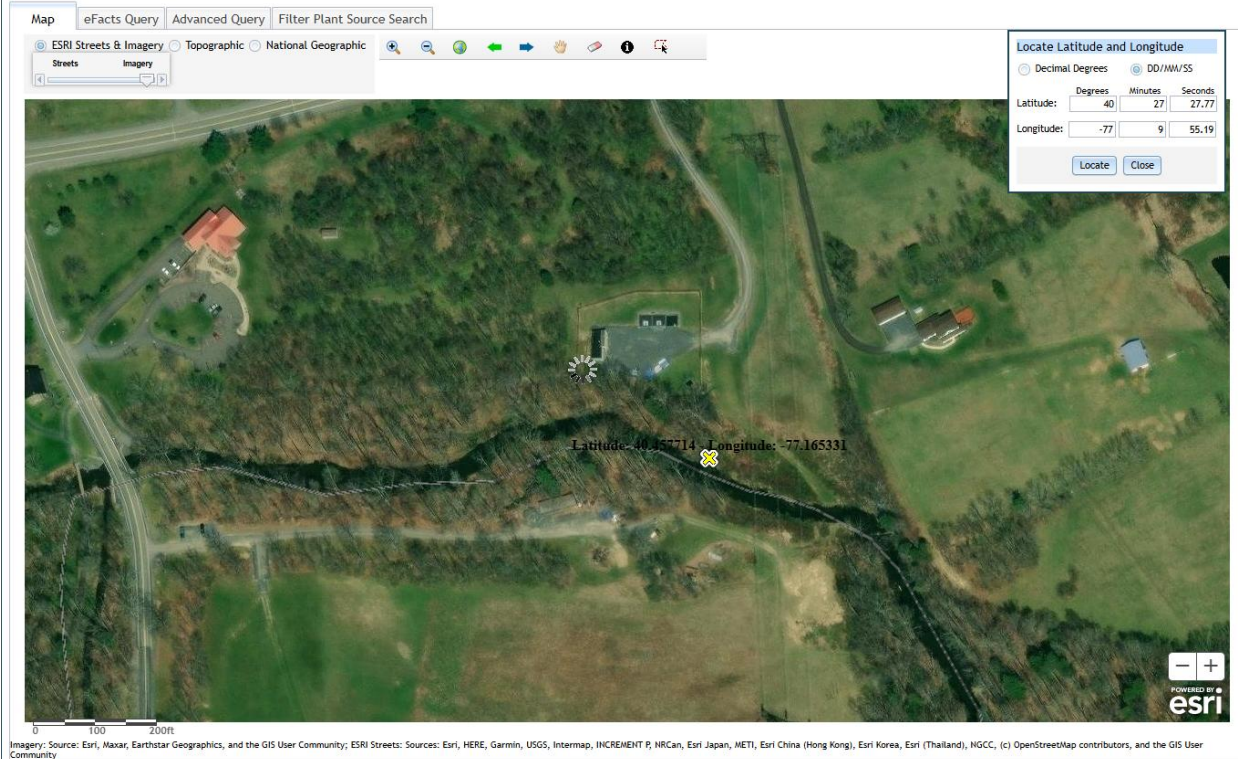 Map eFacts Query Advanced Query Filter Plant Source Search
ESRI Streets & Imagery Topographic National Geographic
Streets Imagery
Locate Latitude and Longitude
Decimal Degrees DD/MM/SS
Degrees Minutes Seconds
Latitude: 40 27 27.77
Longitude: -77 9 55.19
Locate Close
Latitude: 40.457714 - Longitude: -77.165331
POWERED BY
esri
0 100 200ft
Imagery: Source: Esri, Maxar, Earthstar Geographics, and the GIS User Community; ESRI Streets: Sources: Esri, HERE, Garmin, USGS, Intermap, INCREMENT P, NRCan, Esri Japan, METI, Esri China (Hong Kong), Esri Korea, Esri (Thailand), NGCC, (c) OpenStreetMap contributors, and the GIS User
Community